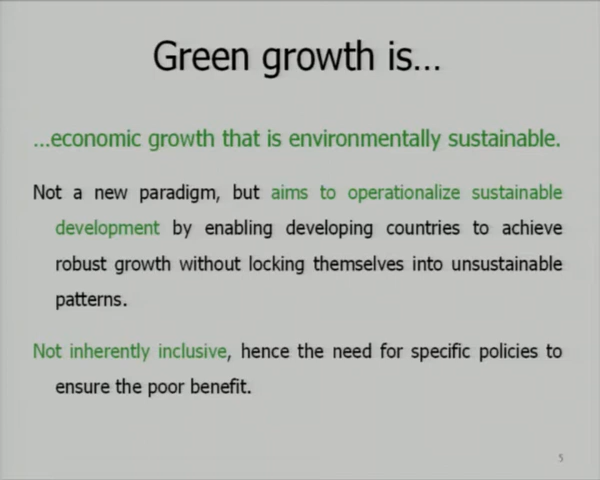 Green growth is...
...economic growth that is environmentally sustainable.
Not a new paradigm, but aims to operationalize sustainable
development by enabling developing countries to achieve
robust growth without locking themselves into unsustainable
patterns.
Not inherently inclusive, hence the need for specific policies to
ensure the poor benefit.
5